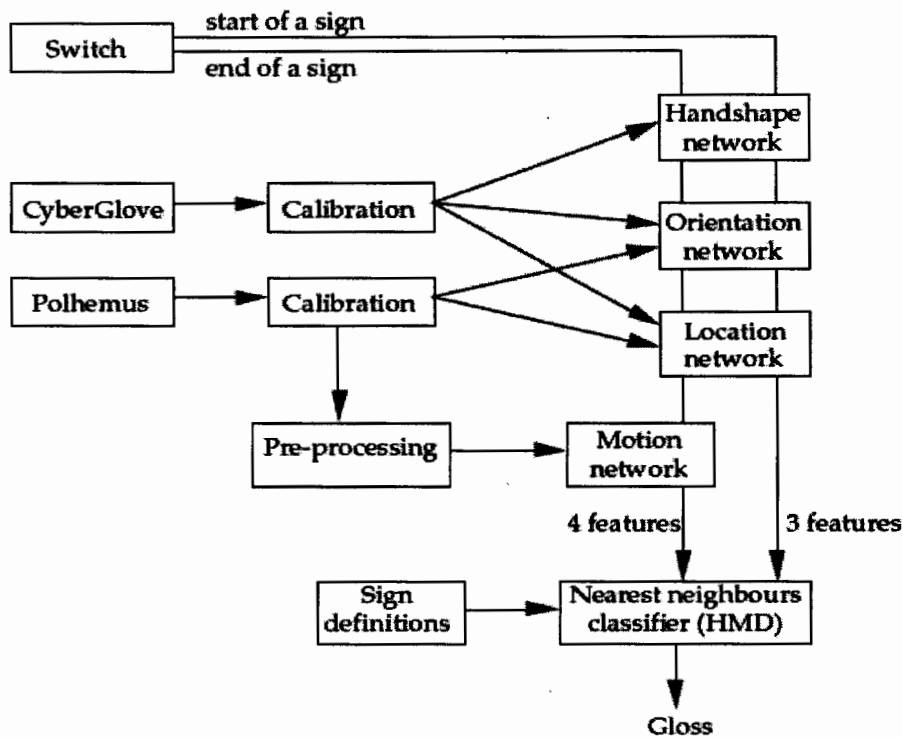 start of a sign
Switch
end of a sign
Handshape
network
CyberGlove
Calibration
Orientation
network
Polhemus
Calibration
Location
network
Pre-processing
Motion
network
4 features
3 features
Sign
definitions
Nearest neighbours
classifier (HMD)
Gloss